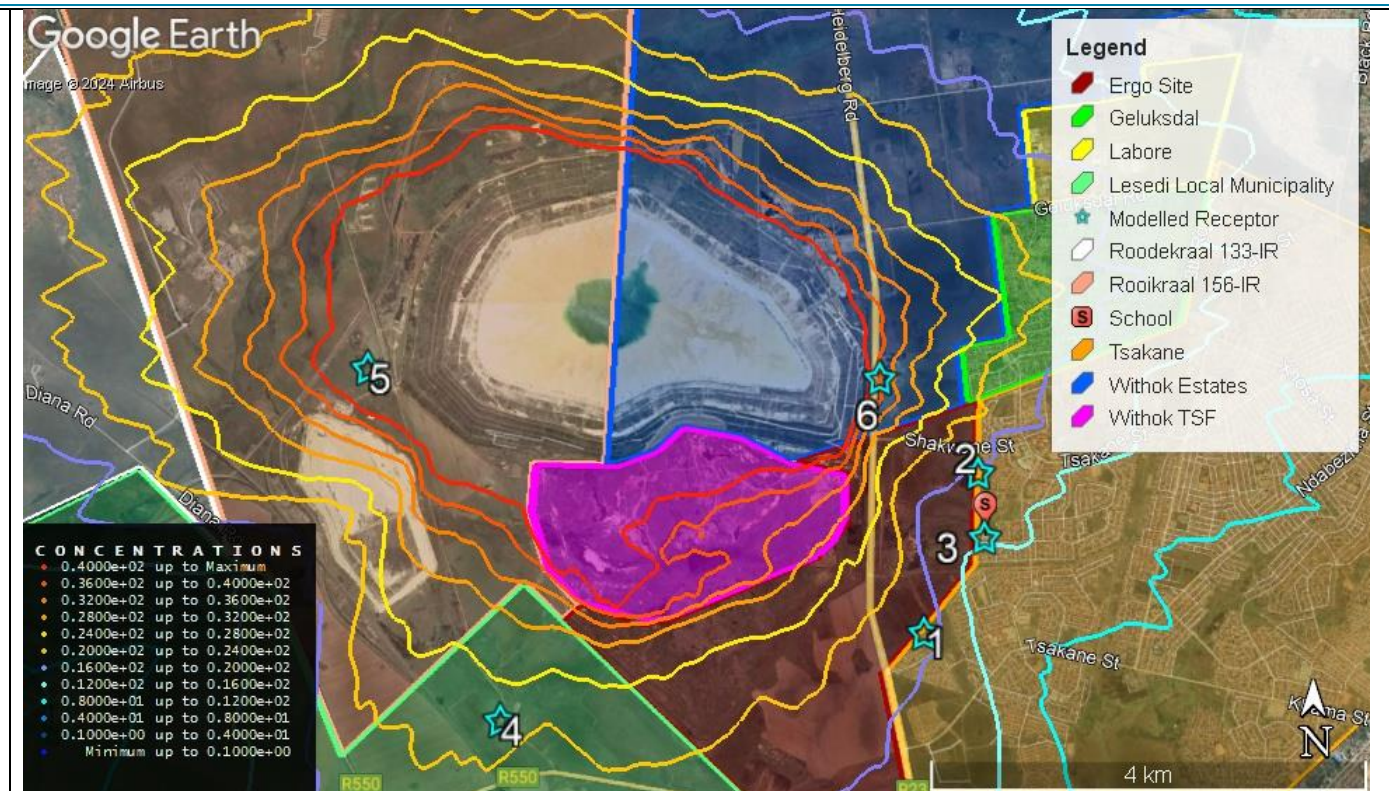 Google Earth
Image © 2024 Airbus
Heidelberg Rd
Legend
Ergo Site
Geluksdal
Labore
Lesedi Local Municipality
Modelled Receptor
Roodekraal 133-IR
Rooikraal 156-IR
S School
Tsakane
Withok Estates
Withok TSF
5
6
Diana Rd
Shakwane St
2
S
3
1
Tsakane St
4
N
R550
R550
4 km
CONCENTRATIONS
0.4000e+02 up to Maximum
0.3600e+02 up to 0.4000e+02
0.3200e+02 up to 0.3600e+02
0.2800e+02 up to 0.3200e+02
0.2400e+02 up to 0.2800e+02
0.2000e+02 up to 0.2400e+02
0.1600e+02 up to 0.2000e+02
0.1200e+02 up to 0.1600e+02
0.8000e+01 up to 0.1200e+02
0.4000e+01 up to 0.8000e+01
0.1000e+00 up to 0.4000e+01
Minimum up to 0.1000e+00